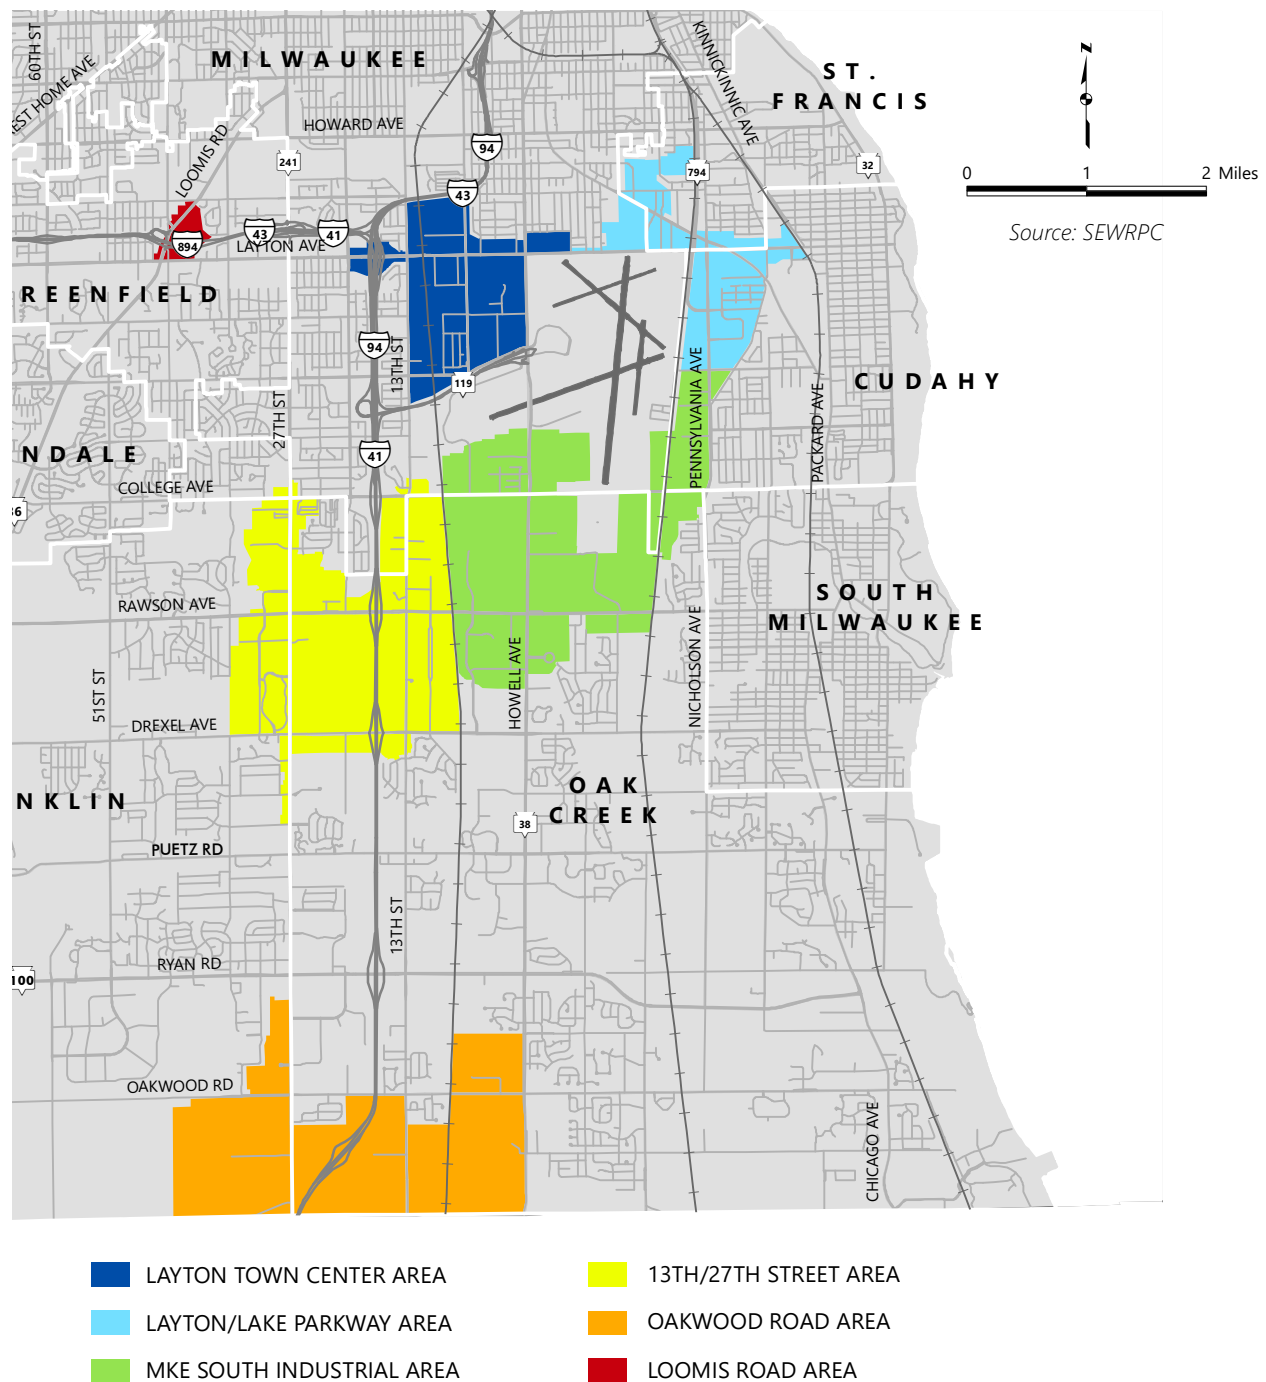 60TH ST
MILWAUKEE
KINNICKINNIC AVE
ST.
FRANCIS
N
EST HOME AVE
HOWARD AVE
LOOMIS RD
94
241
794
32
0 1 2 Miles
Source: SEWRPC
43
43
41
894
LAYTON AVE
REENFIELD
94
13TH ST
119
PENNSYLVANIA AVE
CUDAHY
PACKARD AVE
27TH ST
NDALE
41
COLLEGE AVE
36
RAWSON AVE
SOUTH
MILWAUKEE
51ST ST
HOWELL AVE
NICHOLSON AVE
DREXEL AVE
NKLIN
OAK
CREEK
38
PUETZ RD
13TH ST
RYAN RD
100
OAKWOOD RD
CHICAGO AVE
LAYTON TOWN CENTER AREA
LAYTON/LAKE PARKWAY AREA
MKE SOUTH INDUSTRIAL AREA
13TH/27TH STREET AREA
OAKWOOD ROAD AREA
LOOMIS ROAD AREA